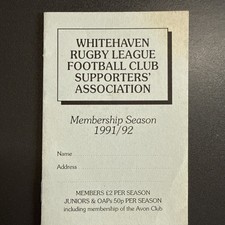 WHITEHAVEN
RUGBY LEAGUE
FOOTBALL CLUB
SUPPORTERS'
ASSOCIATION
Membership Season
1991/92
Name
Address
MEMBERS £2 PER SEASON
JUNIORS & OAPs 50p PER SEASON
including membership of the Avon Club